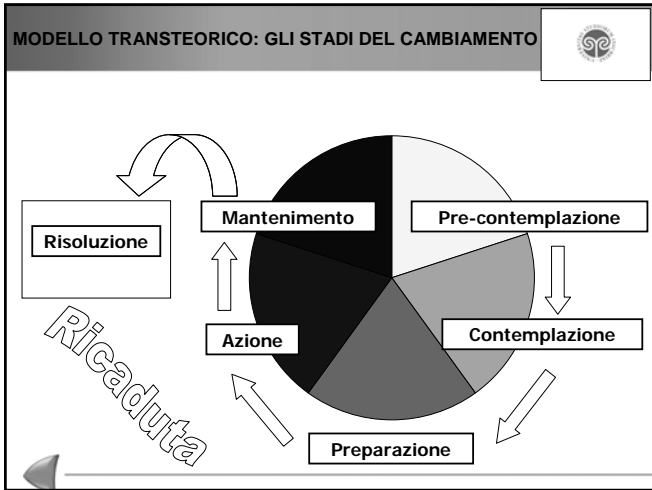 MODELLO TRANSTEORICO: GLI STADI DEL CAMBIAMENTO
Mantenimento
Pre-contemplazione
Risoluzione
Azione
Contemplazione
Ricaduta
Preparazione